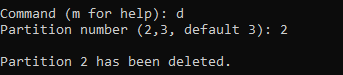 Command (m for help): d
Partition number (2,3, default 3): 2
Partition 2 has been deleted.